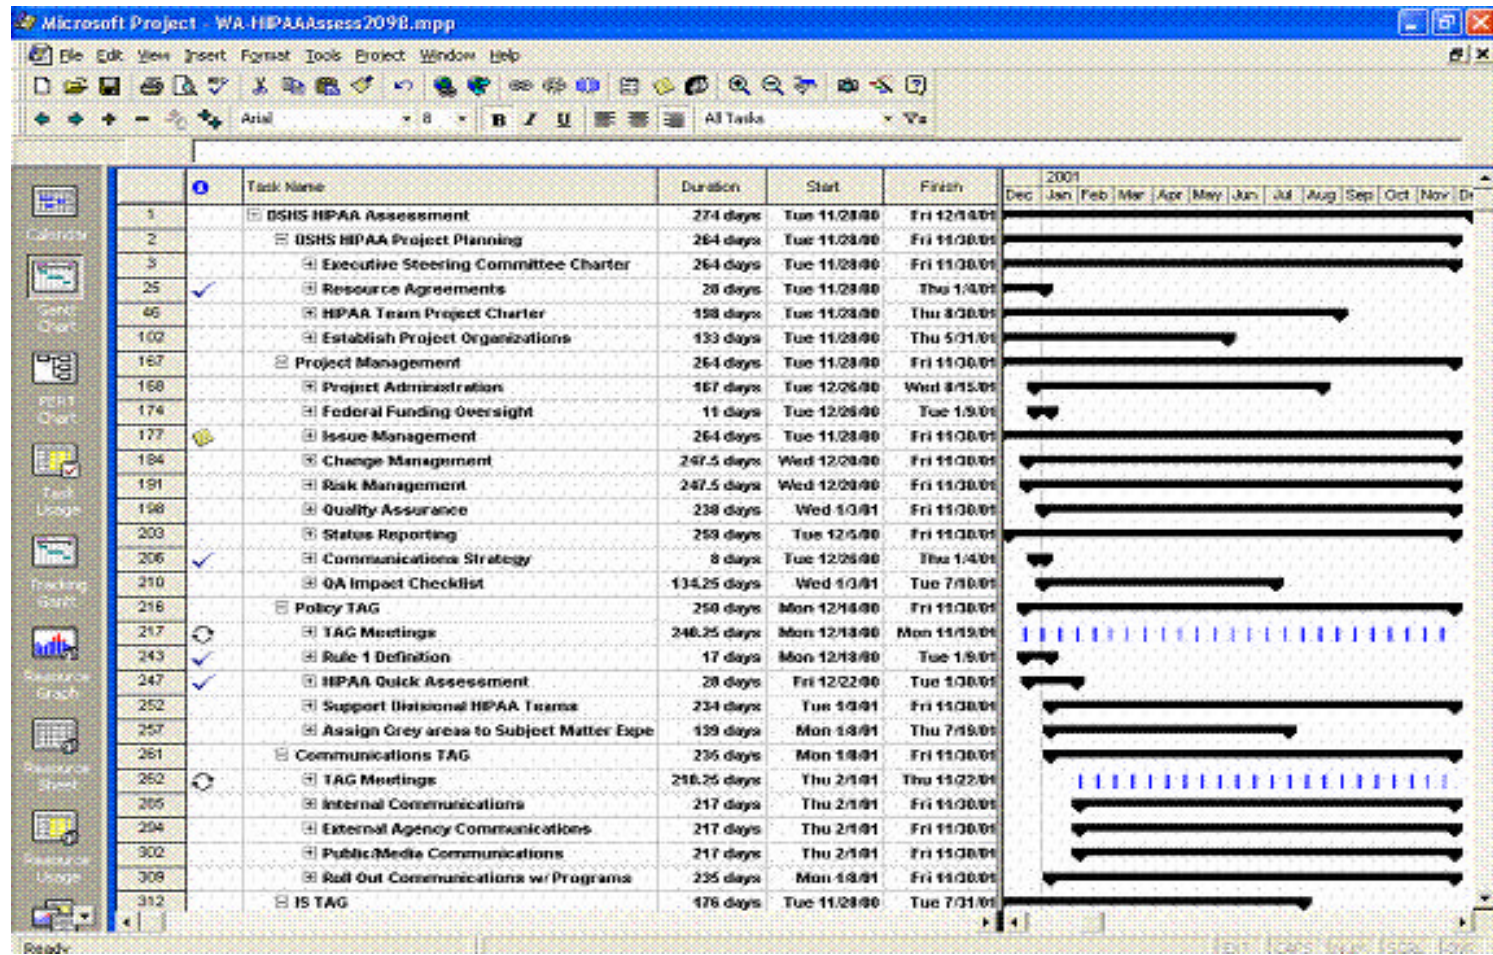 Microsoft Project - WA-HIPAAAssess2098.mpp
File Edit View Insert Format Tools Project Window Help
Arial 8 B I U All Tasks
Task Name Duration Start Finish 2001
Dec Jan Feb Mar Apr May Jun Jul Aug Sep Oct Nov De
1 DSHS HIPAA Assessment 274 days Tue 11/28/00 Fri 12/14/01
2 DSHS HIPAA Project Planning 264 days Tue 11/28/00 Fri 11/30/01
3 Executive Steering Committee Charter 264 days Tue 11/28/00 Fri 11/30/01
25 Resource Agreements 28 days Tue 11/28/00 Thu 1/4/01
46 HIPAA Team Project Charter 198 days Tue 11/28/00 Thu 8/30/01
102 Establish Project Organizations 133 days Tue 11/28/00 Thu 5/31/01
167 Project Management 264 days Tue 11/28/00 Fri 11/30/01
168 Project Administration 167 days Tue 12/26/00 Wed 8/15/01
174 Federal Funding Oversight 11 days Tue 12/26/00 Tue 1/9/01
177 Issue Management 264 days Tue 11/28/00 Fri 11/30/01
184 Change Management 247.5 days Wed 12/20/00 Fri 11/30/01
191 Risk Management 247.5 days Wed 12/20/00 Fri 11/30/01
198 Quality Assurance 238 days Wed 1/3/01 Fri 11/30/01
203 Status Reporting 259 days Tue 12/5/00 Fri 11/30/01
206 Communications Strategy 8 days Tue 12/26/00 Thu 1/4/01
210 QA Impact Checklist 134.25 days Wed 1/3/01 Tue 7/10/01
216 Policy TAG 250 days Mon 12/18/00 Fri 11/30/01
217 TAG Meetings 240.25 days Mon 12/18/00 Mon 11/19/01
243 Rule 1 Definition 17 days Mon 12/18/00 Tue 1/9/01
247 HIPAA Quick Assessment 28 days Fri 12/22/00 Tue 1/30/01
252 Support Divisional HIPAA Teams 234 days Tue 1/9/01 Fri 11/30/01
257 Assign Grey areas to Subject Matter Expe 139 days Mon 1/8/01 Thu 7/19/01
261 Communications TAG 235 days Mon 1/8/01 Fri 11/30/01
262 TAG Meetings 210.25 days Thu 2/1/01 Thu 11/22/01
285 Internal Communications 217 days Thu 2/1/01 Fri 11/30/01
294 External Agency Communications 217 days Thu 2/1/01 Fri 11/30/01
302 Public/Media Communications 217 days Thu 2/1/01 Fri 11/30/01
309 Roll Out Communications w/ Programs 235 days Mon 1/8/01 Fri 11/30/01
312 IS TAG 176 days Tue 11/28/00 Tue 7/31/01
Calendar
Gantt
Chart
PERT
Chart
Task
Usage
Tracking
Gantt
Resource
Graph
Resource
Sheet
Resource
Usage
Ready
EXT CAPS NUM SCRL OVR